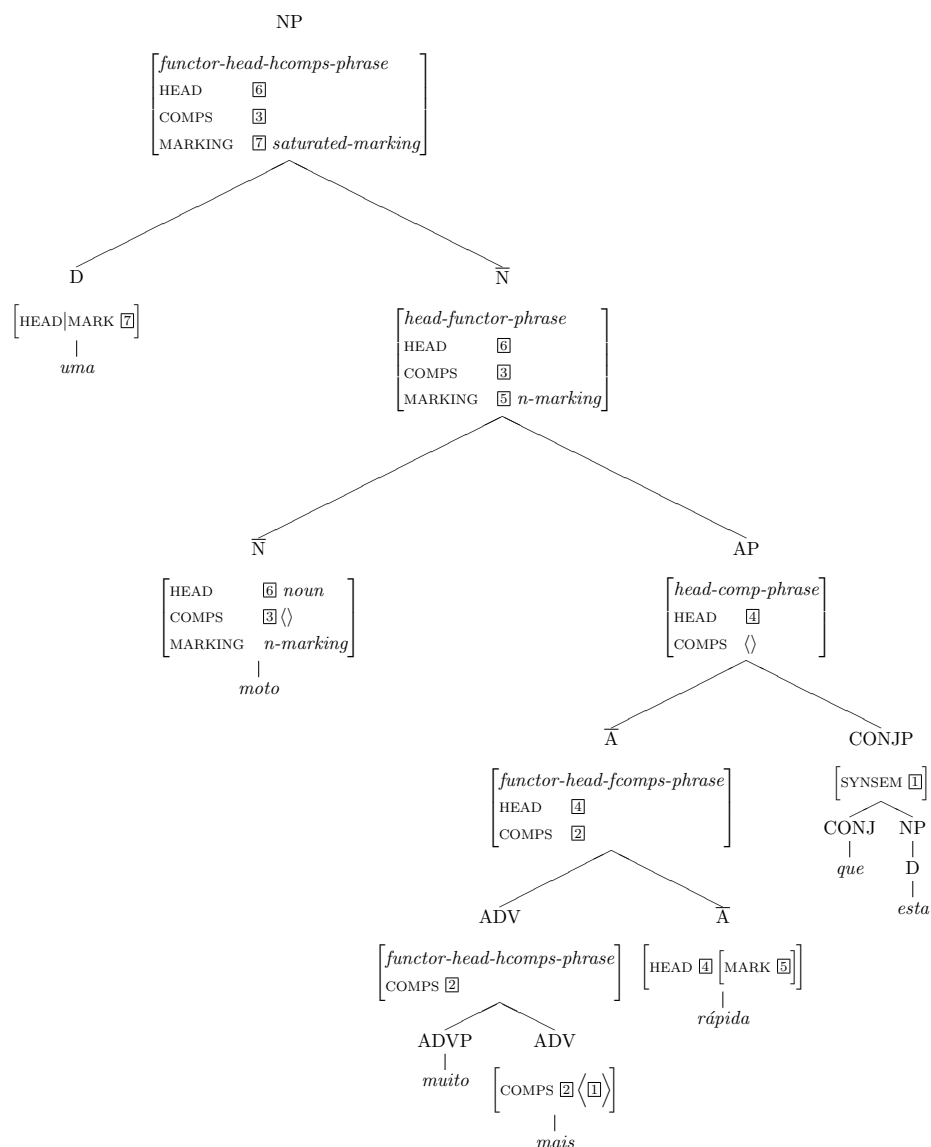 NP
functor-head-hcomps-phrase
HEAD 6
COMPS 3
MARKING 7 saturated-marking
D N̅
HEAD|MARK 7
uma
head-functor-phrase
HEAD 6
COMPS 3
MARKING 5 n-marking
N̅ AP
HEAD 6 noun
COMPS 3 ⟨⟩
MARKING n-marking
moto
head-comp-phrase
HEAD 4
COMPS ⟨⟩
A̅ CONJP
functor-head-fcomps-phrase
HEAD 4
COMPS 2
SYNSEM 1
CONJ NP
que D
esta
ADV A̅
functor-head-hcomps-phrase
COMPS 2
HEAD 4 [MARK 5]
rápida
ADVP ADV
muito
COMPS 2 ⟨1⟩
mais